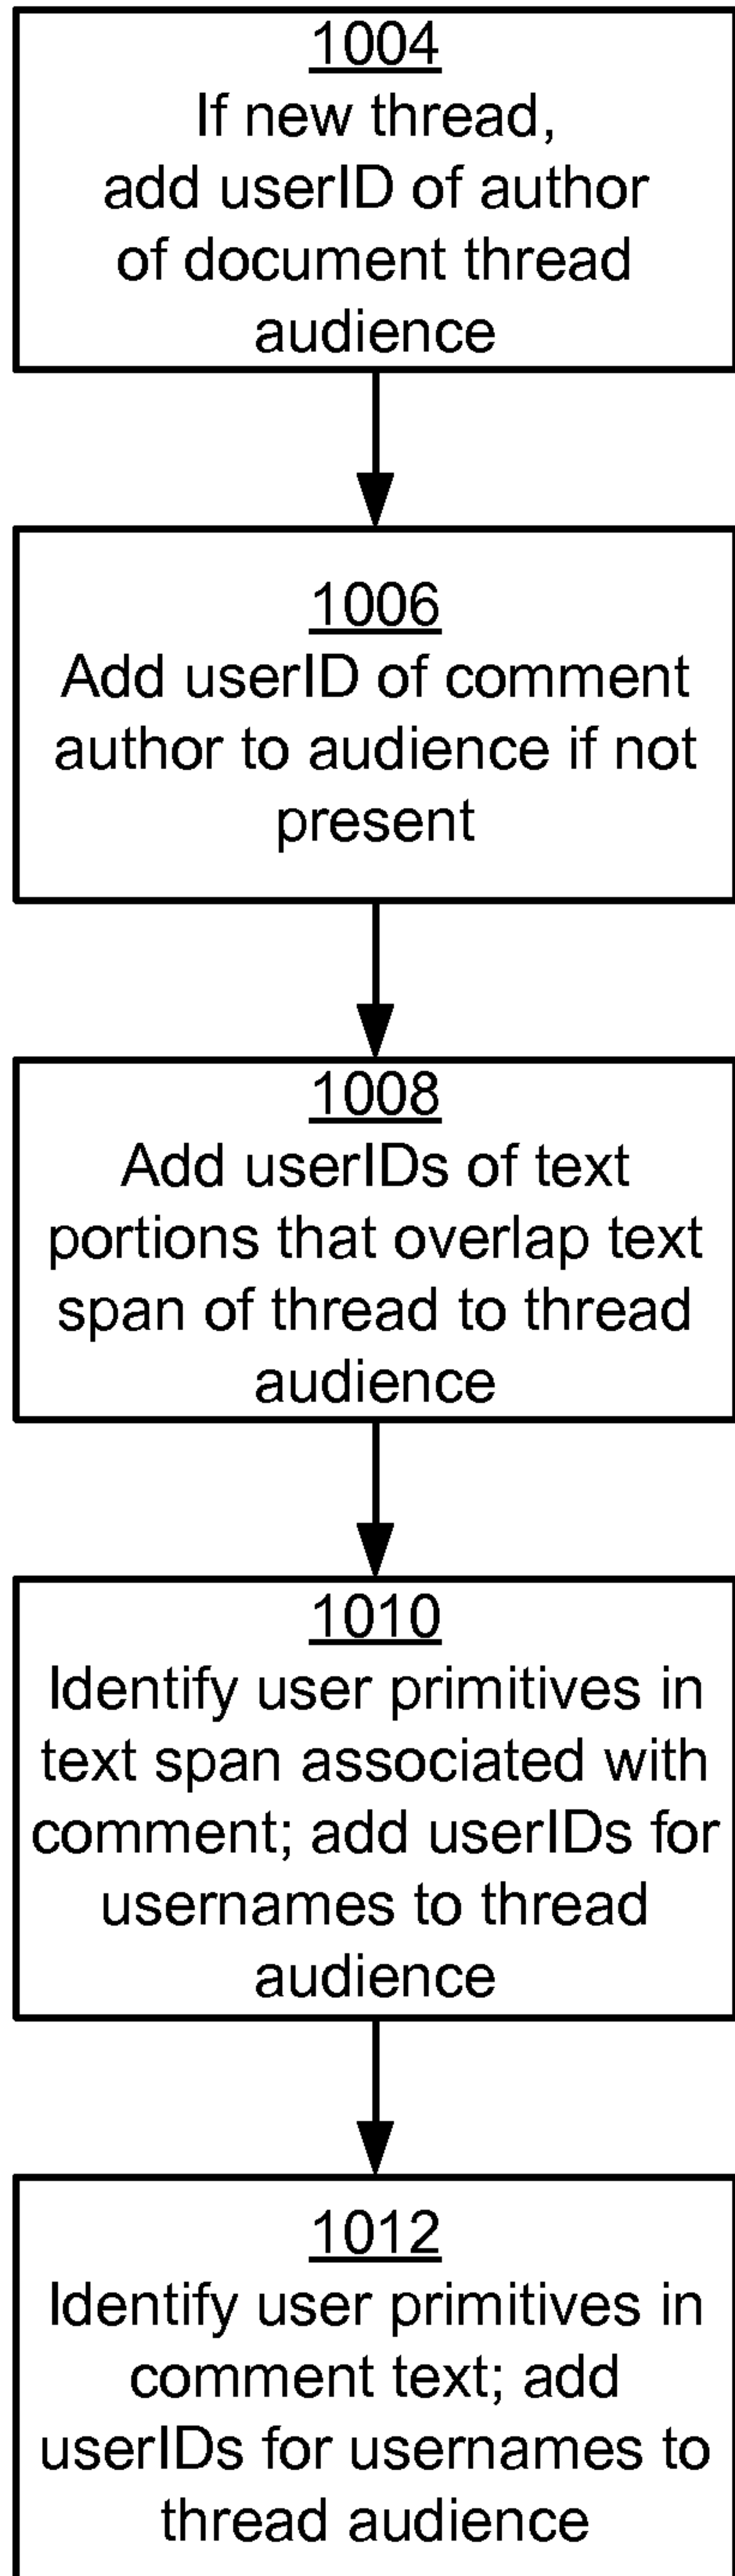 1004
If new thread,
add userID of author
of document thread
audience
1006
Add userID of comment
author to audience if not
present
1008
Add userIDs of text
portions that overlap text
span of thread to thread
audience
1010
Identify user primitives in
text span associated with
comment; add userIDs for
usernames to thread
audience
1012
Identify user primitives in
comment text; add
userIDs for usernames to
thread audience